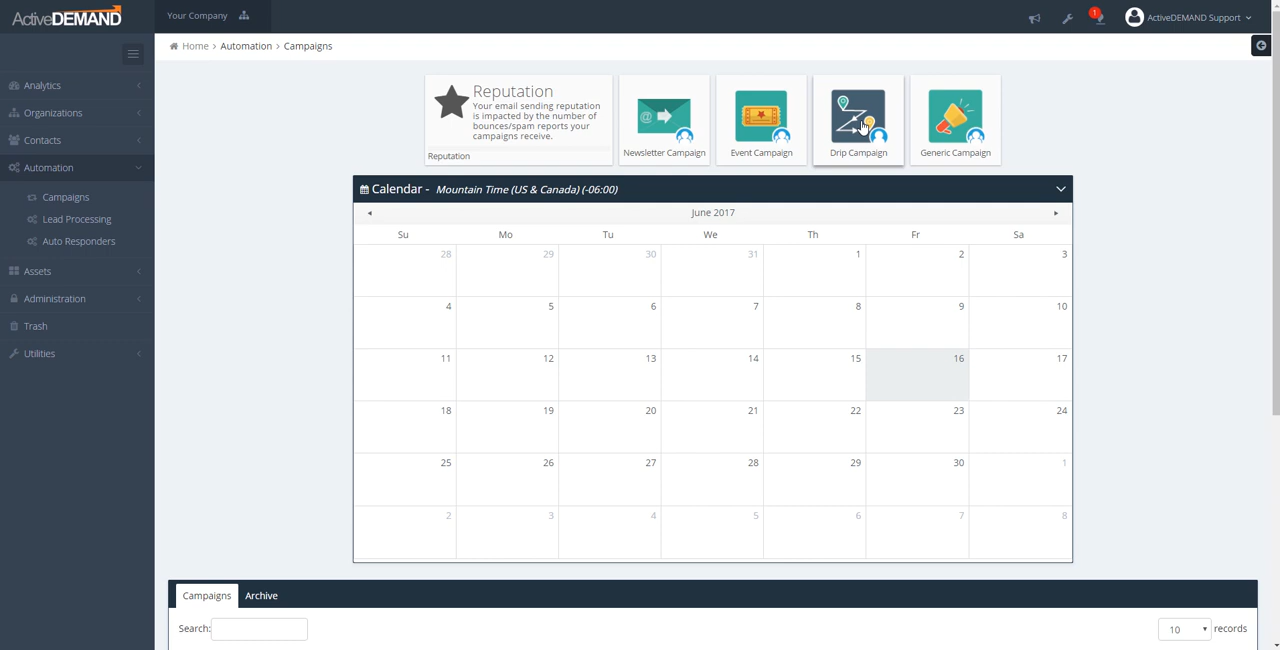 ActiveDEMAND
Your Company
1
ActiveDEMAND Support
Home > Automation > Campaigns
Analytics
Organizations
Contacts
Automation
Campaigns
Lead Processing
Auto Responders
Assets
Administration
Trash
Utilities
Reputation
Your email sending reputation
is impacted by the number of
bounces/spam reports your
campaigns receive.
Reputation
Newsletter Campaign
Event Campaign
Drip Campaign
Generic Campaign
Calendar - Mountain Time (US & Canada) (-06:00)
June 2017
Su Mo Tu We Th Fr Sa
28 29 30 31 1 2 3
4 5 6 7 8 9 10
11 12 13 14 15 16 17
18 19 20 21 22 23 24
25 26 27 28 29 30 1
2 3 4 5 6 7 8
Campaigns Archive
Search: 10 records